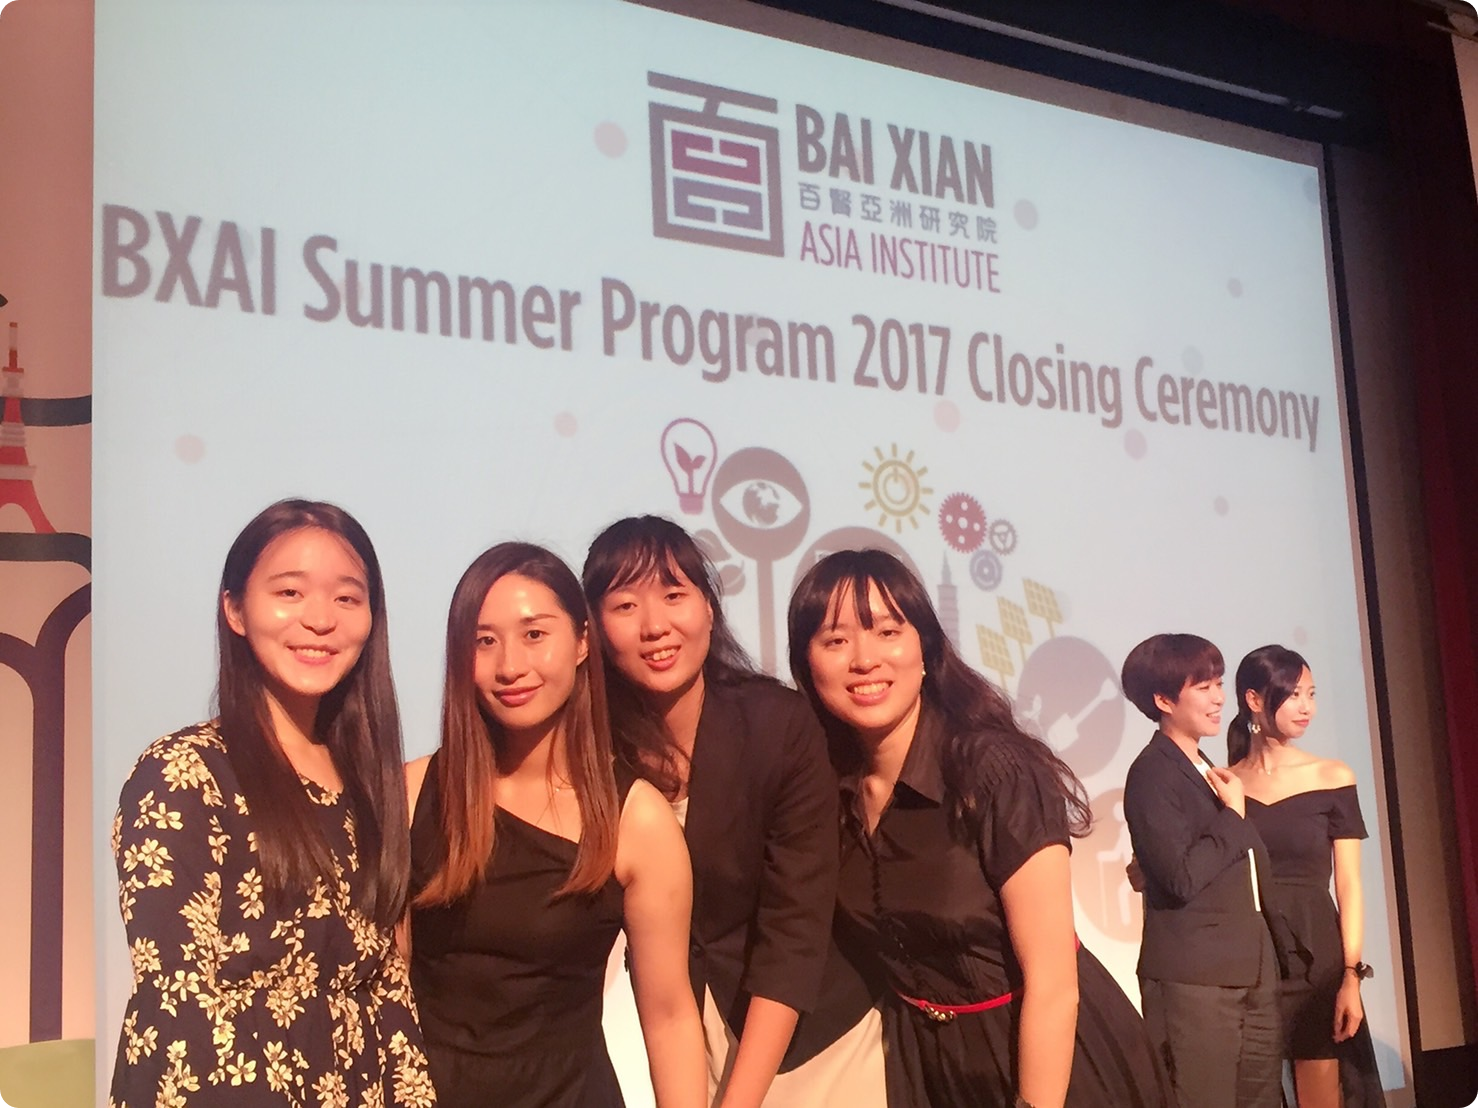 BAI XIAN
百賢亞洲研究院
ASIA INSTITUTE
BXAI Summer Program 2017 Closing Ceremony